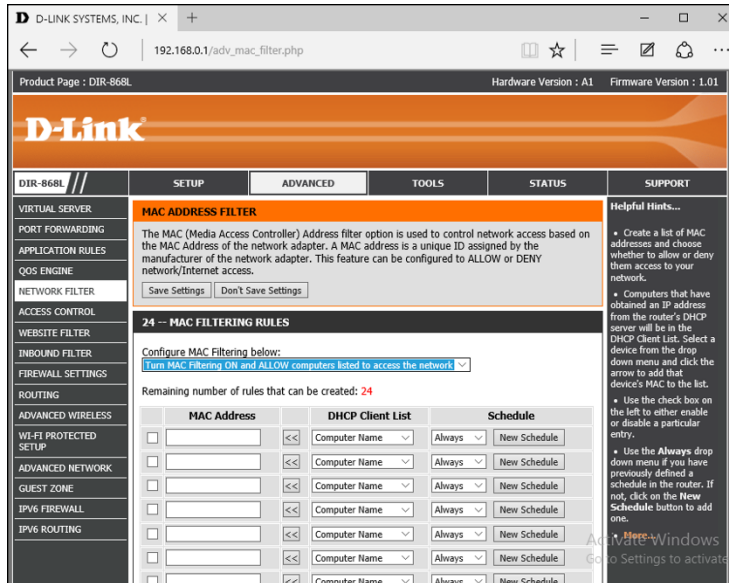 D-LINK SYSTEMS, INC. |
192.168.0.1/adv_mac_filter.php
Product Page : DIR-868L
Hardware Version : A1
Firmware Version : 1.01
D-Link
DIR-868L
SETUP
ADVANCED
TOOLS
STATUS
SUPPORT
VIRTUAL SERVER
PORT FORWARDING
APPLICATION RULES
QOS ENGINE
NETWORK FILTER
ACCESS CONTROL
WEBSITE FILTER
INBOUND FILTER
FIREWALL SETTINGS
ROUTING
ADVANCED WIRELESS
WI-FI PROTECTED
SETUP
ADVANCED NETWORK
GUEST ZONE
IPV6 FIREWALL
IPV6 ROUTING
MAC ADDRESS FILTER
The MAC (Media Access Controller) Address filter option is used to control network access based on
the MAC Address of the network adapter. A MAC address is a unique ID assigned by the
manufacturer of the network adapter. This feature can be configured to ALLOW or DENY
network/Internet access.
Save Settings Don't Save Settings
24 -- MAC FILTERING RULES
Configure MAC Filtering below:
Turn MAC Filtering ON and ALLOW computers listed to access the network
Remaining number of rules that can be created: 24
MAC Address DHCP Client List Schedule
<< Computer Name Always New Schedule
<< Computer Name Always New Schedule
<< Computer Name Always New Schedule
<< Computer Name Always New Schedule
<< Computer Name Always New Schedule
<< Computer Name Always New Schedule
<< Computer Name Always New Schedule
Helpful Hints...
• Create a list of MAC
addresses and choose
whether to allow or deny
them access to your
network.
• Computers that have
obtained an IP address
from the router's DHCP
server will be in the
DHCP Client List. Select a
device from the drop
down menu and click the
arrow to add that
device's MAC to the list.
• Use the check box on
the left to either enable
or disable a particular
entry.
• Use the Always drop
down menu if you have
previously defined a
schedule in the router. If
not, click on the New
Schedule button to add
one.
• More...
Activate Windows
Go to Settings to activate